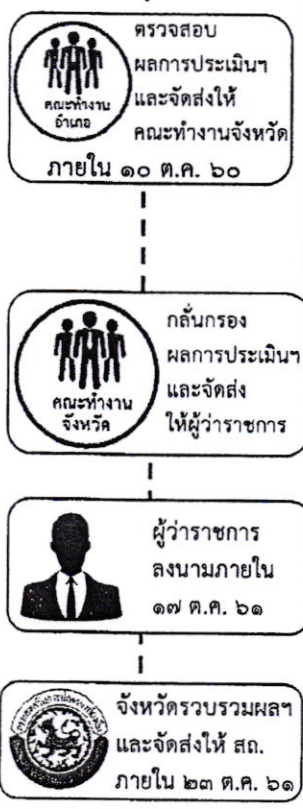 ตรวจสอบ
ผลการประเมินฯ
และจัดส่งให้
คณะทำงานจังหวัด
คณะทำงาน
อำเภอ
ภายใน ๑๐ ต.ค. ๖๐
กลั่นกรอง
ผลการประเมินฯ
และจัดส่ง
ให้ผู้ว่าราชการ
คณะทำงาน
จังหวัด
ผู้ว่าราชการ
ลงนามภายใน
๑๗ ต.ค. ๖๑
จังหวัดรวบรวมผลฯ
และจัดส่งให้ สถ.
ภายใน ๒๓ ต.ค. ๖๑